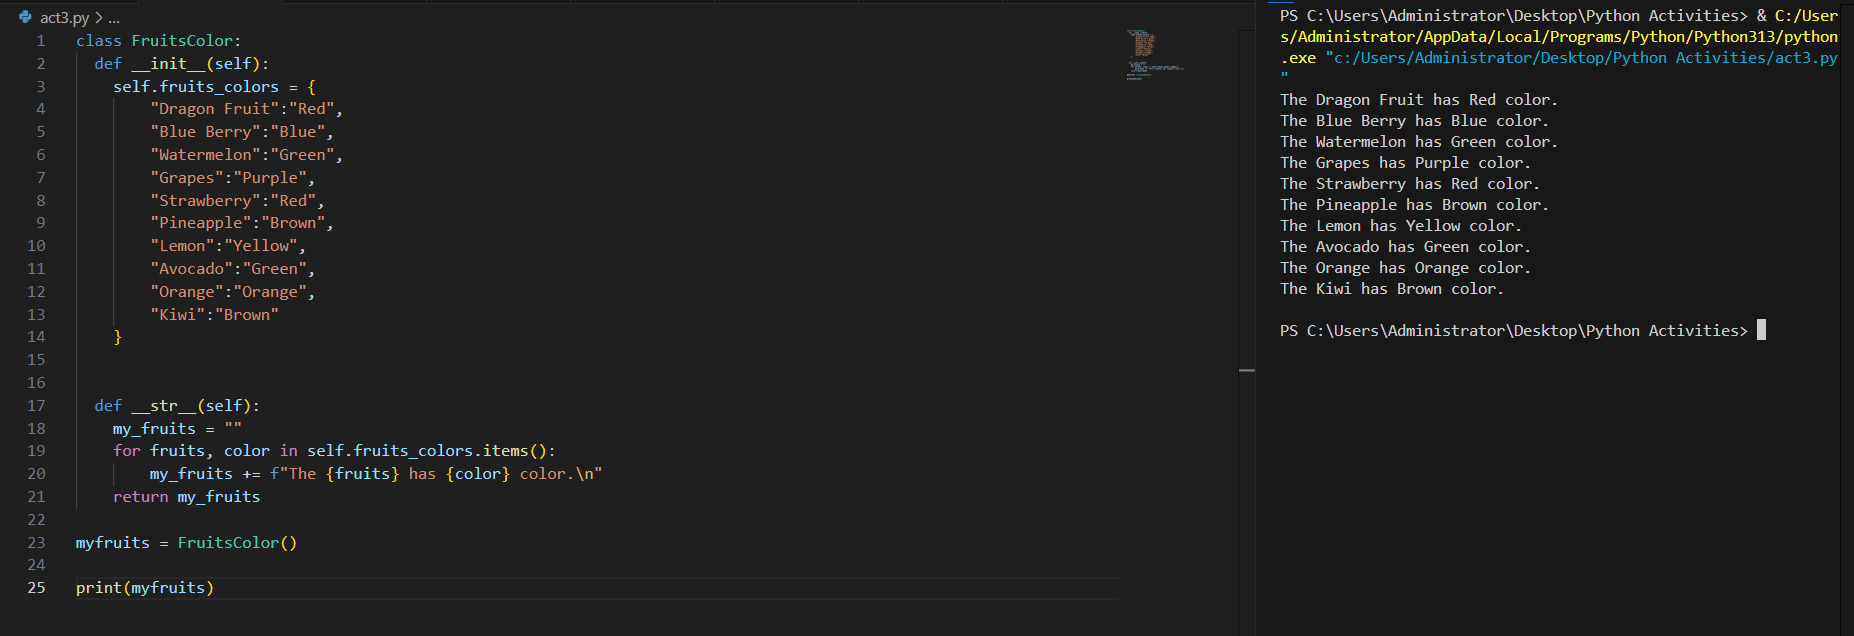 act3.py > ...
1 class FruitsColor:
2   def __init__(self):
3     self.fruits_colors = {
4         "Dragon Fruit":"Red",
5         "Blue Berry":"Blue",
6         "Watermelon":"Green",
7         "Grapes":"Purple",
8         "Strawberry":"Red",
9         "Pineapple":"Brown",
10         "Lemon":"Yellow",
11         "Avocado":"Green",
12         "Orange":"Orange",
13         "Kiwi":"Brown"
14     }
15
16
17   def __str__(self):
18     my_fruits = ""
19     for fruits, color in self.fruits_colors.items():
20         my_fruits += f"The {fruits} has {color} color.\n"
21     return my_fruits
22
23 myfruits = FruitsColor()
24
25 print(myfruits)
PS C:\Users\Administrator\Desktop\Python Activities> & C:/User
s/Administrator/AppData/Local/Programs/Python/Python313/python
.exe "c:/Users/Administrator/Desktop/Python Activities/act3.py
"
The Dragon Fruit has Red color.
The Blue Berry has Blue color.
The Watermelon has Green color.
The Grapes has Purple color.
The Strawberry has Red color.
The Pineapple has Brown color.
The Lemon has Yellow color.
The Avocado has Green color.
The Orange has Orange color.
The Kiwi has Brown color.

PS C:\Users\Administrator\Desktop\Python Activities>